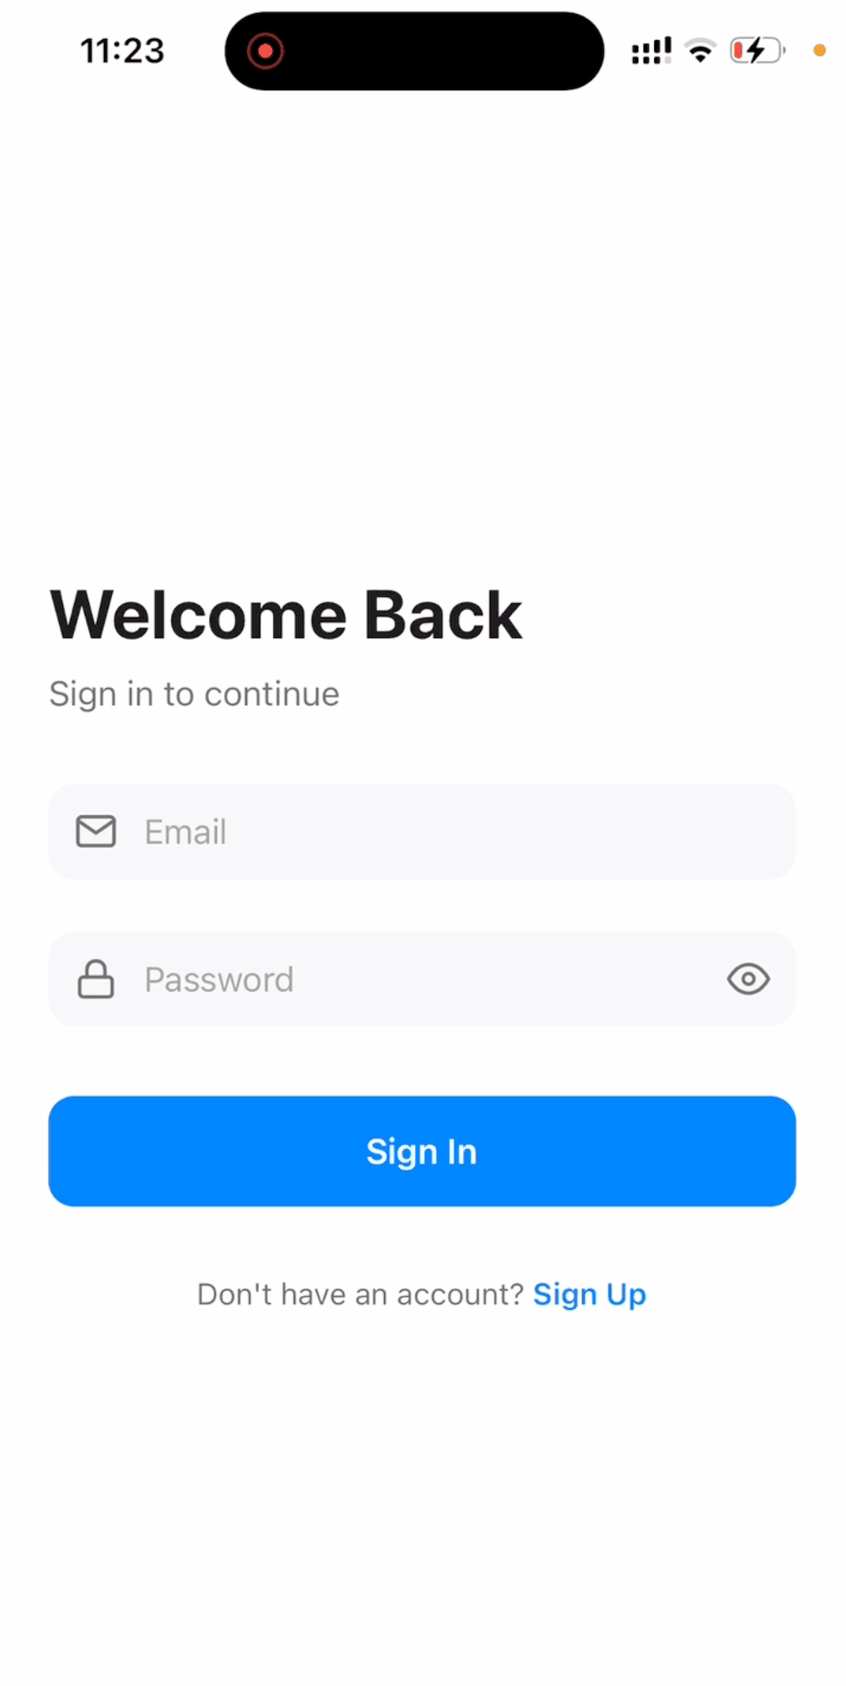 11:23
Welcome Back
Sign in to continue
Email
Password
Sign In
Don't have an account? Sign Up